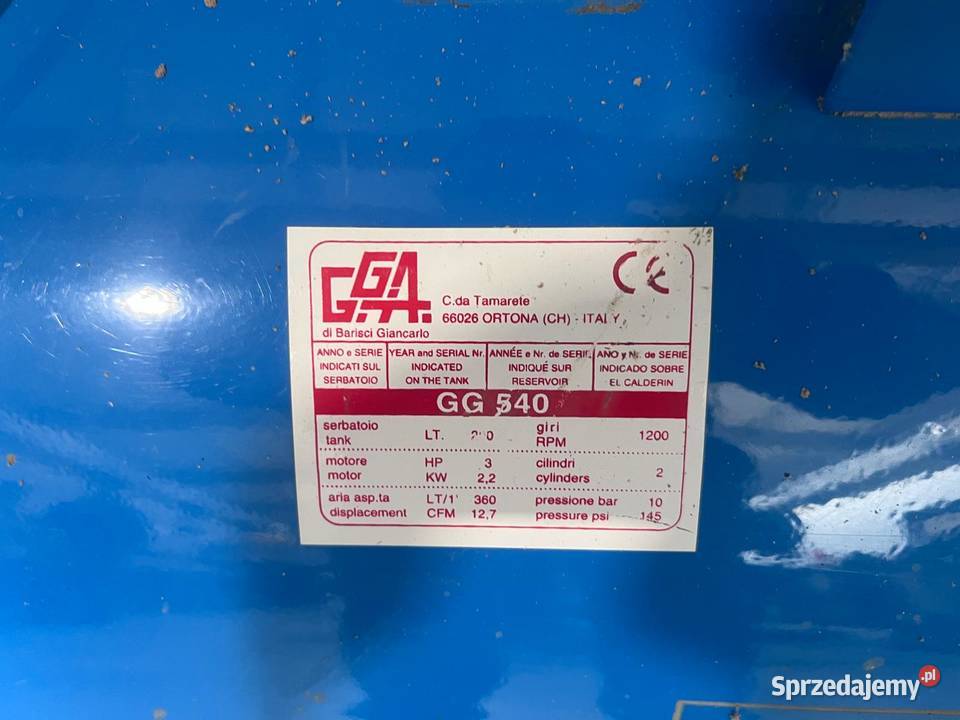 GGA
C.da Tamarete
66026 ORTONA (CH) - ITALY
di Barisci Giancarlo
CE
ANNO e SERIE INDICATI SUL SERBATOIO
YEAR and SERIAL Nr. INDICATED ON THE TANK
ANNÉE e Nr. de SERIE INDIQUÉ SUR RESERVOIR
AÑO y Nr. de SERIE INDICADO SOBRE EL CALDERIN
GG 540
serbatoio tank LT. giri RPM 1200
motore motor HP 3 KW 2,2 cilindri cylinders 2
aria asp.ta LT/1' 360 pressione bar 10
displacement CFM 12,7 pressure psi 145
Sprzedajemy.pl